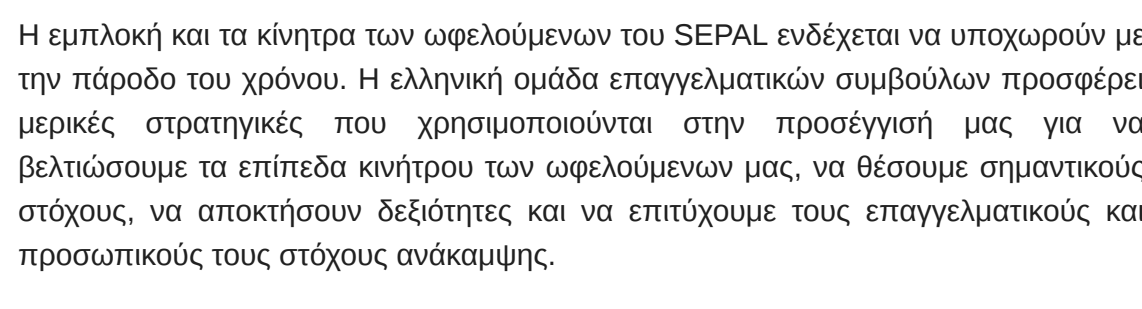 Η εμπλοκή και τα κίνητρα των ωφελούμενων του SEPAL ενδέχεται να υποχωρούν με
την πάροδο του χρόνου. Η ελληνική ομάδα επαγγελματικών συμβούλων προσφέρει
μερικές στρατηγικές που χρησιμοποιούνται στην προσέγγισή μας για να
βελτιώσουμε τα επίπεδα κινήτρου των ωφελούμενων μας, να θέσουμε σημαντικούς
στόχους, να αποκτήσουν δεξιότητες και να επιτύχουμε τους επαγγελματικούς και
προσωπικούς τους στόχους ανάκαμψης.